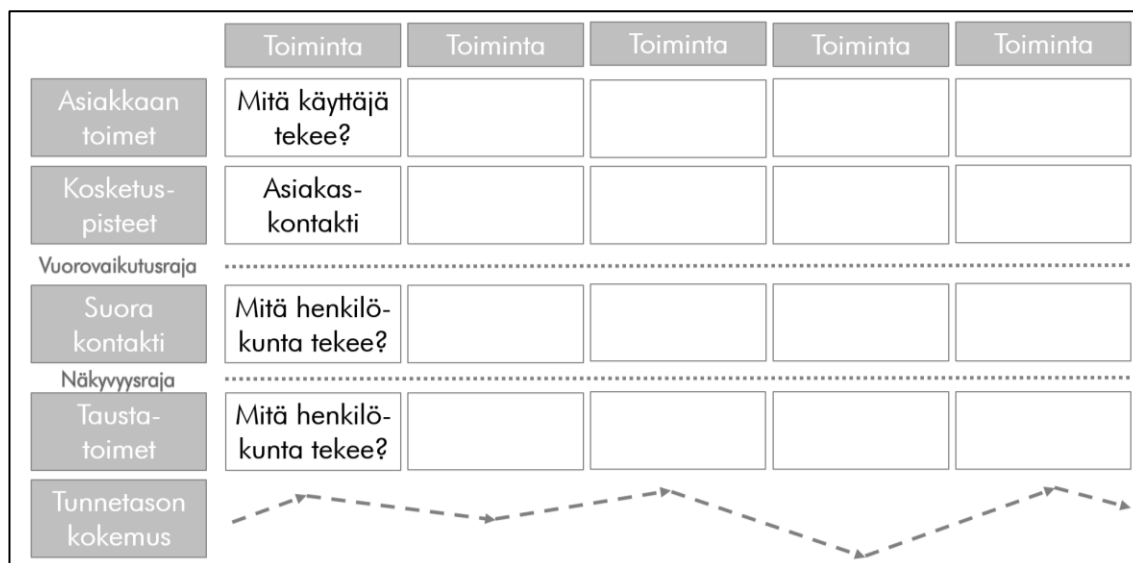 Toiminta Toiminta Toiminta Toiminta Toiminta
Asiakkaan
toimet
Mitä käyttäjä
tekee?
Kosketus-
pisteet
Asiakas-
kontakti
Vuorovaikutusraja
Suora
kontakti
Mitä henkilö-
kunta tekee?
Näkyvyysraja
Tausta-
toimet
Mitä henkilö-
kunta tekee?
Tunnetason
kokemus